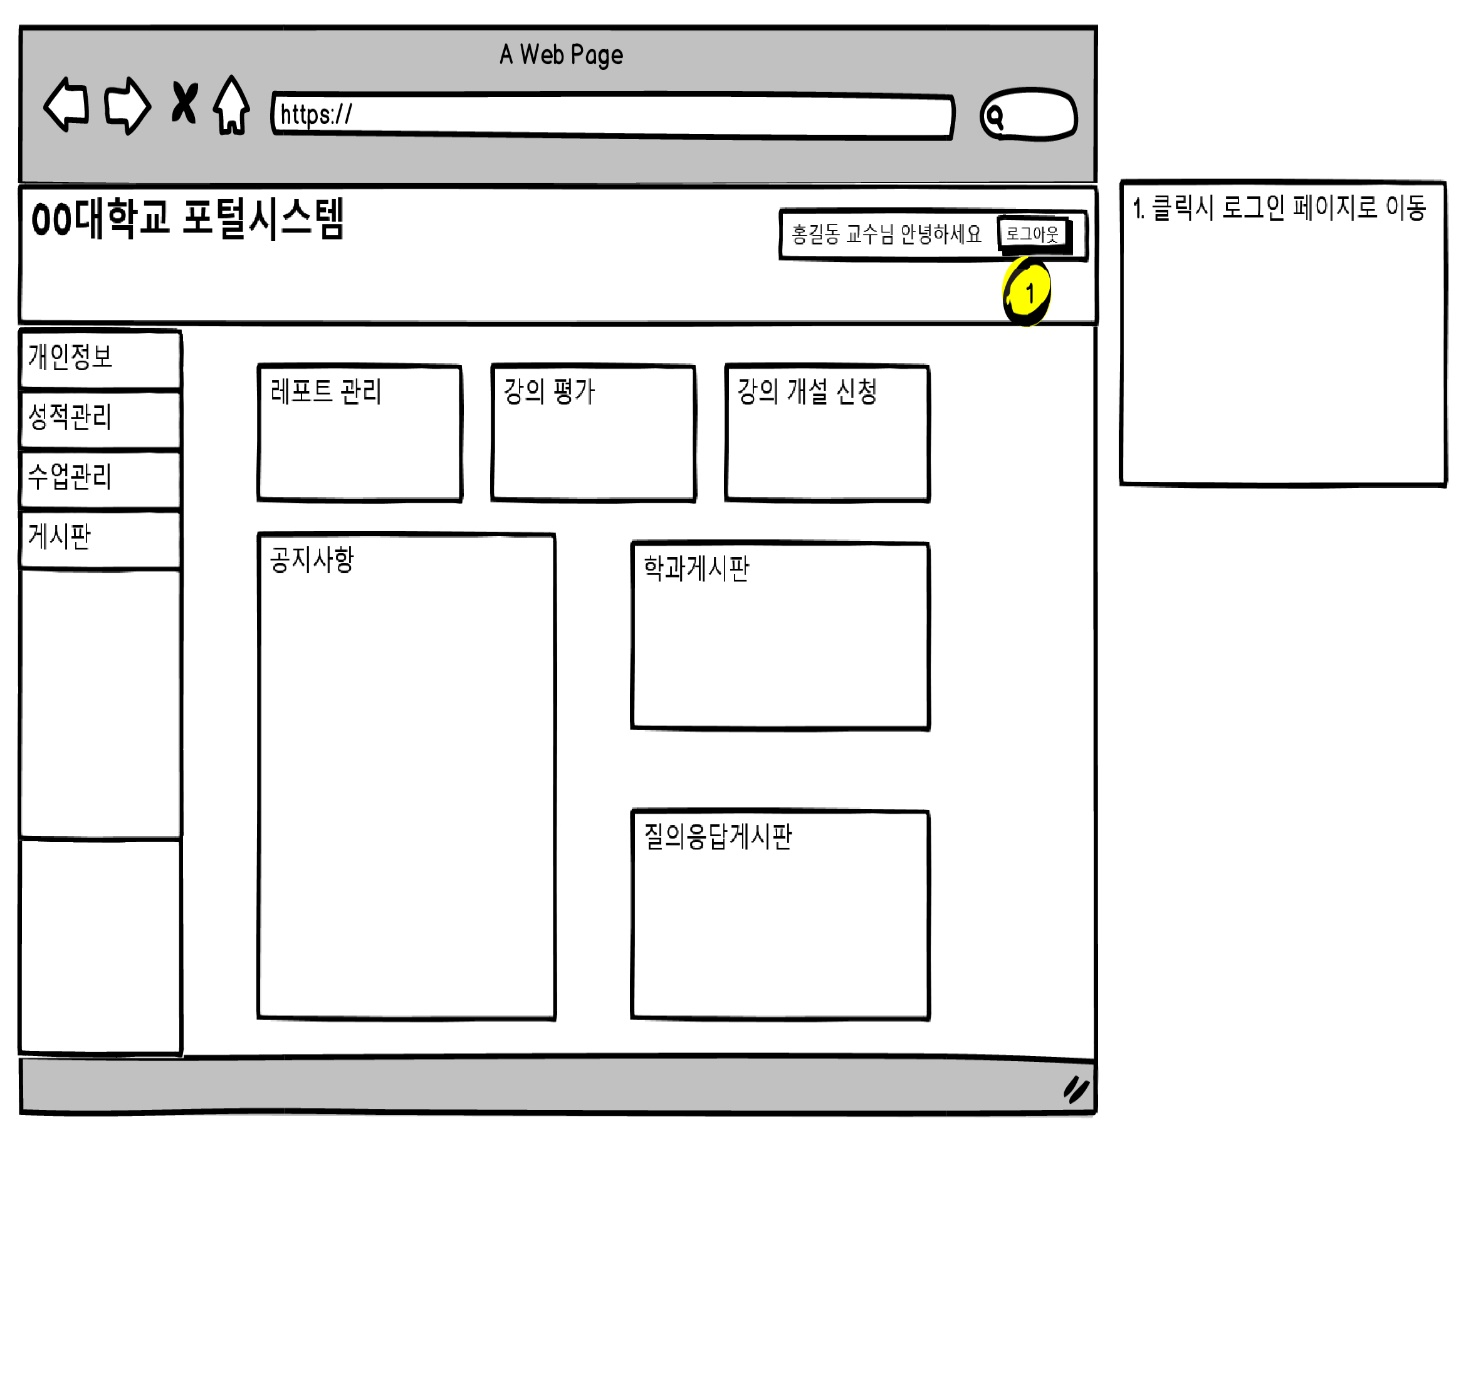 A Web Page
https://
00대학교 포털시스템
홍길동 교수님 안녕하세요 로그아웃
1
1. 클릭시 로그인 페이지로 이동
개인정보
성적관리
수업관리
게시판
레포트 관리
강의 평가
강의 개설 신청
공지사항
학과게시판
질의응답게시판